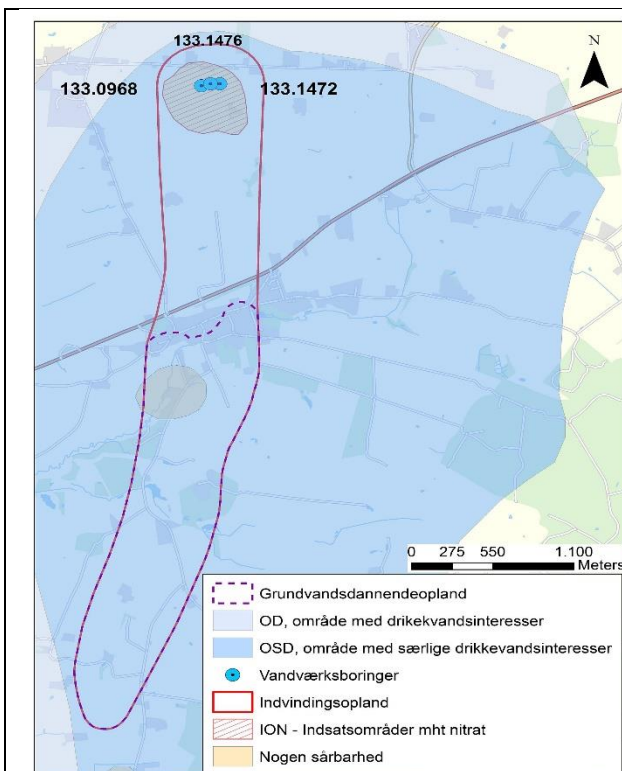 133.1476
133.0968
133.1472
N
0 275 550 1.100
Meters
Grundvandsdannendeopland
OD, område med drikekvandsinteresser
OSD, område med særlige drikkevandsinteresser
Vandværksboringer
Indvindingsopland
ION - Indsatsområder mht nitrat
Nogen sårbarhed